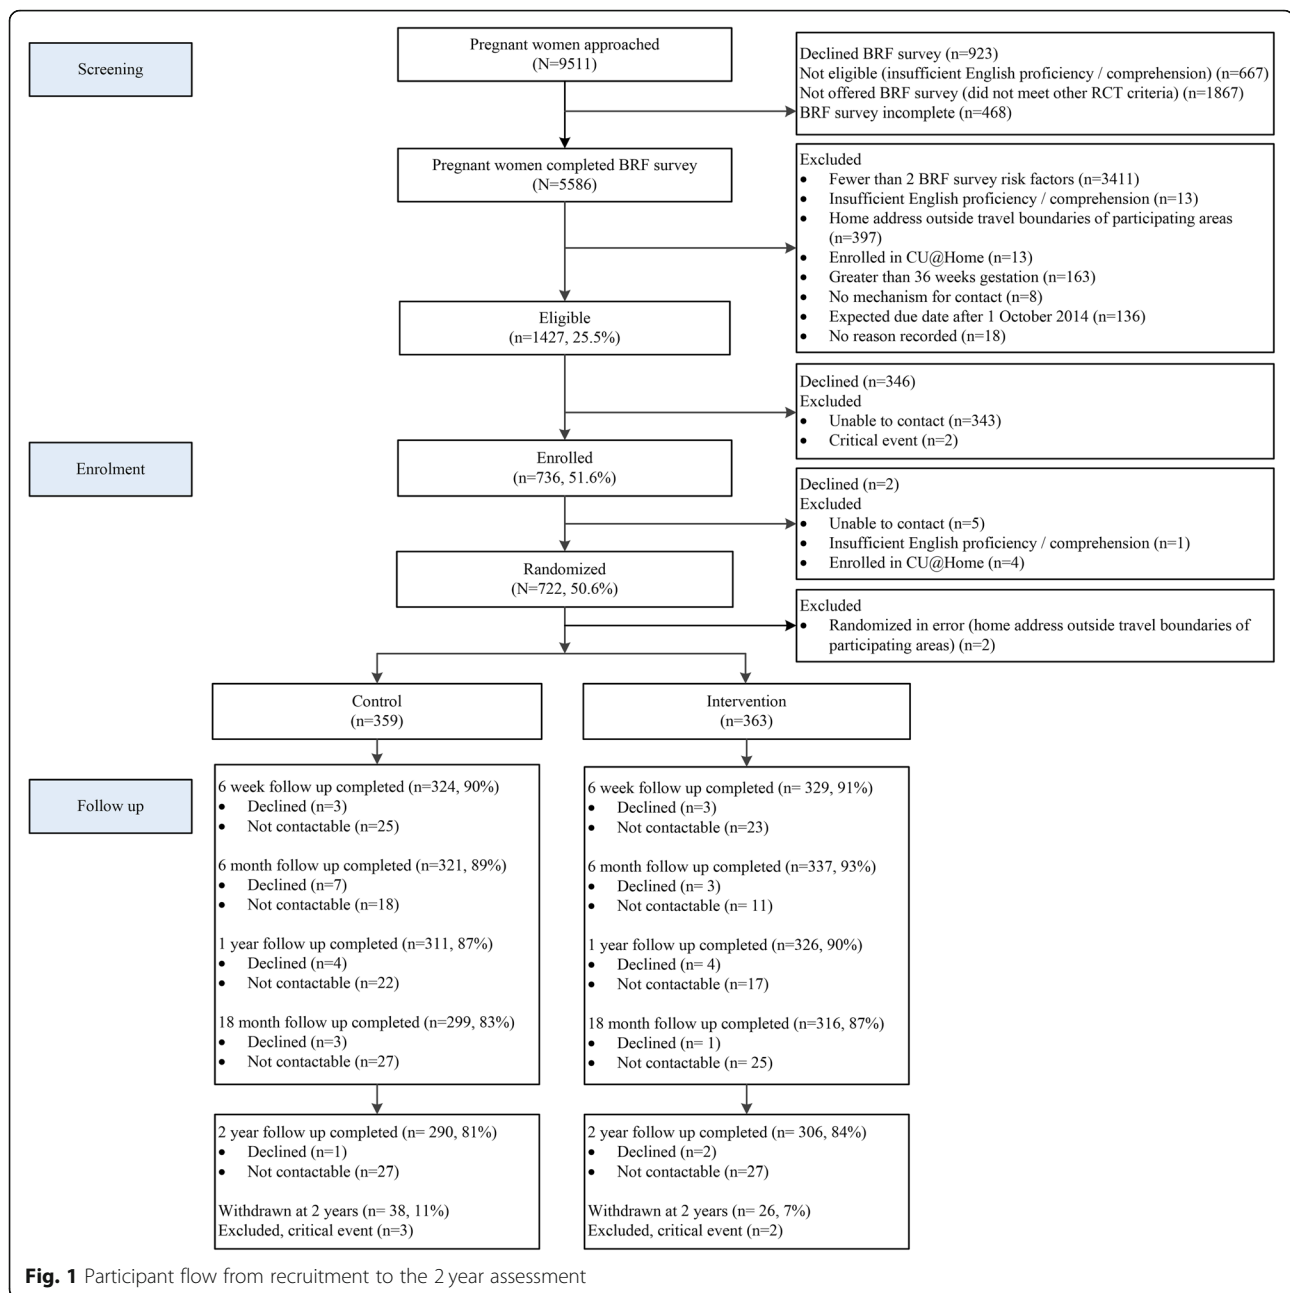 Screening
Pregnant women approached
(N=9511)
Declined BRF survey (n=923)
Not eligible (insufficient English proficiency / comprehension) (n=667)
Not offered BRF survey (did not meet other RCT criteria) (n=1867)
BRF survey incomplete (n=468)
Pregnant women completed BRF survey
(N=5586)
Excluded
• Fewer than 2 BRF survey risk factors (n=3411)
• Insufficient English proficiency / comprehension (n=13)
• Home address outside travel boundaries of participating areas
(n=397)
• Enrolled in CU@Home (n=13)
• Greater than 36 weeks gestation (n=163)
• No mechanism for contact (n=8)
• Expected due date after 1 October 2014 (n=136)
• No reason recorded (n=18)
Eligible
(n=1427, 25.5%)
Declined (n=346)
Excluded
• Unable to contact (n=343)
• Critical event (n=2)
Enrolment
Enrolled
(n=736, 51.6%)
Declined (n=2)
Excluded
• Unable to contact (n=5)
• Insufficient English proficiency / comprehension (n=1)
• Enrolled in CU@Home (n=4)
Randomized
(N=722, 50.6%)
Excluded
• Randomized in error (home address outside travel boundaries of
participating areas) (n=2)
Control
(n=359)
Intervention
(n=363)
Follow up
6 week follow up completed (n=324, 90%)
• Declined (n=3)
• Not contactable (n=25)
6 month follow up completed (n=321, 89%)
• Declined (n=7)
• Not contactable (n=18)
1 year follow up completed (n=311, 87%)
• Declined (n=4)
• Not contactable (n=22)
18 month follow up completed (n=299, 83%)
• Declined (n=3)
• Not contactable (n=27)
6 week follow up completed (n= 329, 91%)
• Declined (n=3)
• Not contactable (n=23)
6 month follow up completed (n=337, 93%)
• Declined (n= 3)
• Not contactable (n= 11)
1 year follow up completed (n=326, 90%)
• Declined (n= 4)
• Not contactable (n=17)
18 month follow up completed (n=316, 87%)
• Declined (n= 1)
• Not contactable (n= 25)
2 year follow up completed (n= 290, 81%)
• Declined (n=1)
• Not contactable (n=27)
Withdrawn at 2 years (n= 38, 11%)
Excluded, critical event (n=3)
2 year follow up completed (n= 306, 84%)
• Declined (n=2)
• Not contactable (n=27)
Withdrawn at 2 years (n= 26, 7%)
Excluded, critical event (n=2)
Fig. 1 Participant flow from recruitment to the 2 year assessment